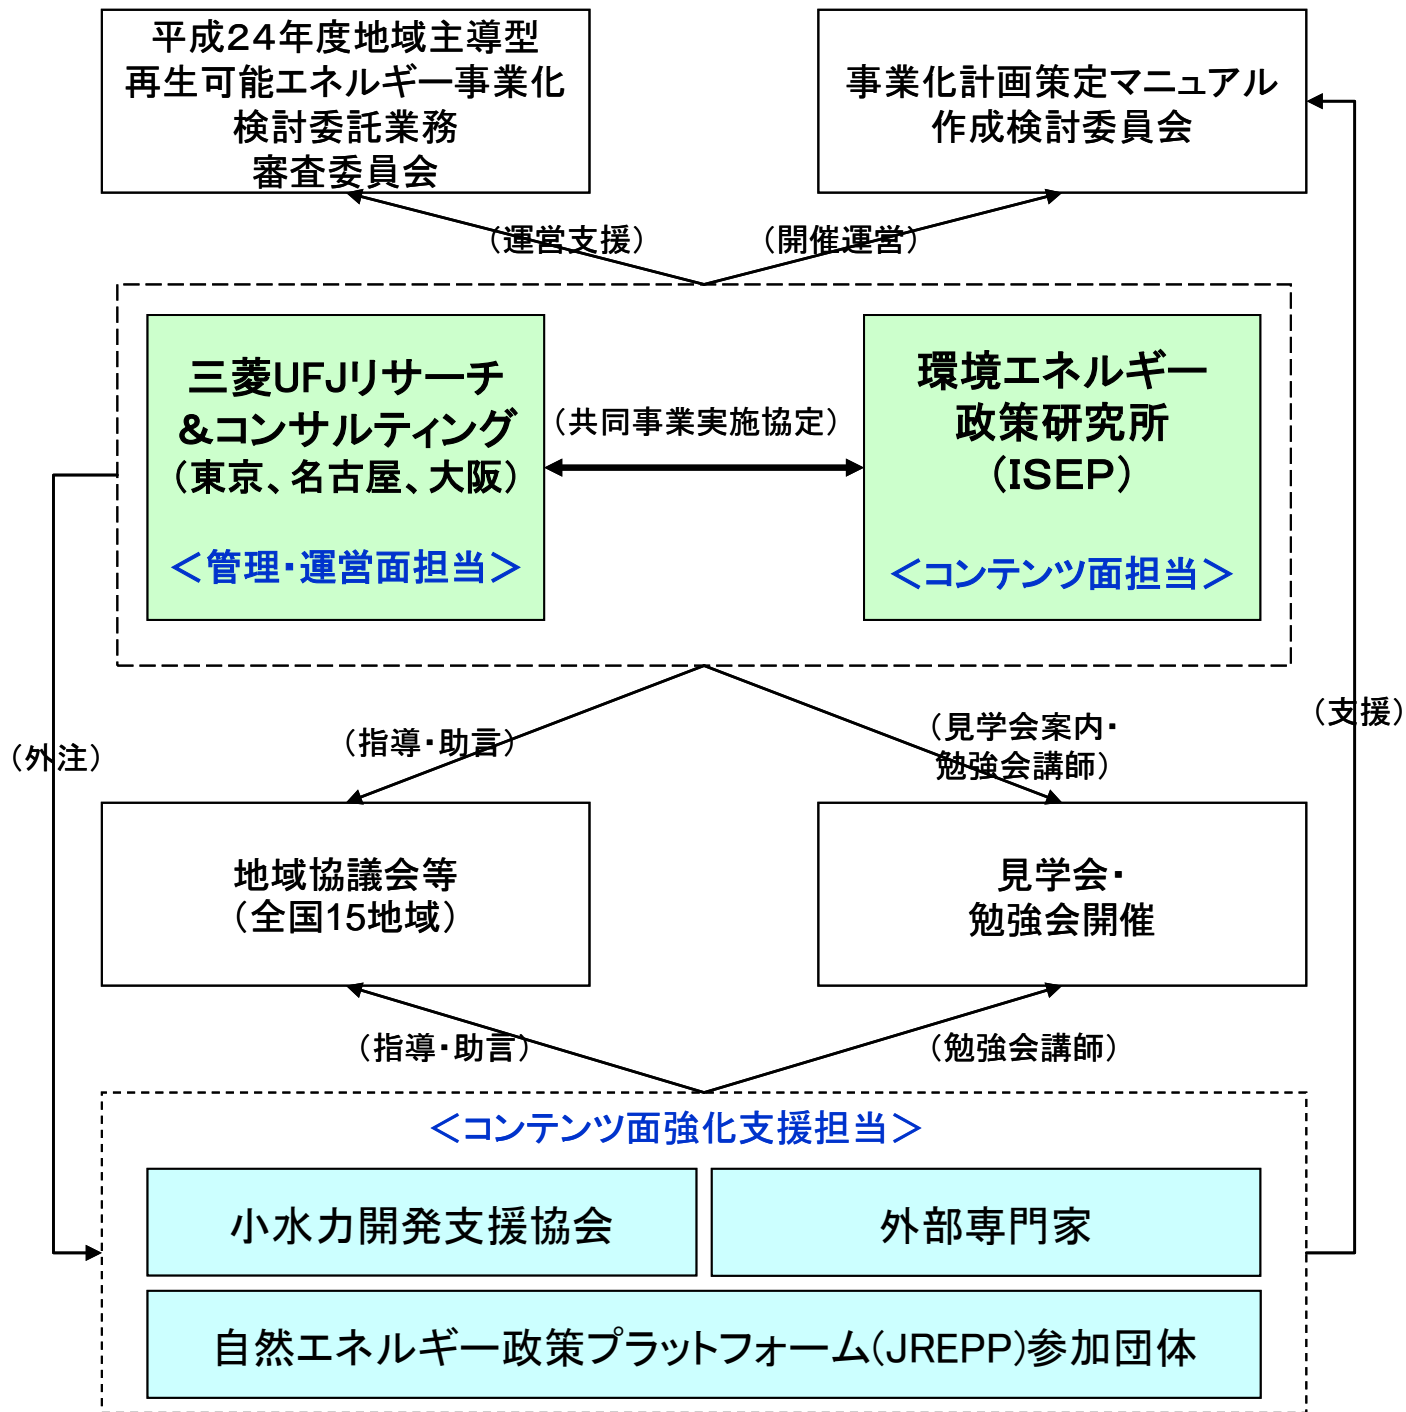 平成24年度地域主導型
再生可能エネルギー事業化
検討委託業務
審査委員会
事業化計画策定マニュアル
作成検討委員会
（運営支援）
（開催運営）
三菱UFJリサーチ
&コンサルティング
（東京、名古屋、大阪）
＜管理・運営面担当＞
（共同事業実施協定）
環境エネルギー
政策研究所
（ISEP）
＜コンテンツ面担当＞
（外注）
（指導・助言）
（見学会案内・
勉強会講師）
（支援）
地域協議会等
（全国15地域）
見学会・
勉強会開催
（指導・助言）
（勉強会講師）
＜コンテンツ面強化支援担当＞
小水力開発支援協会
外部専門家
自然エネルギー政策プラットフォーム(JREPP)参加団体